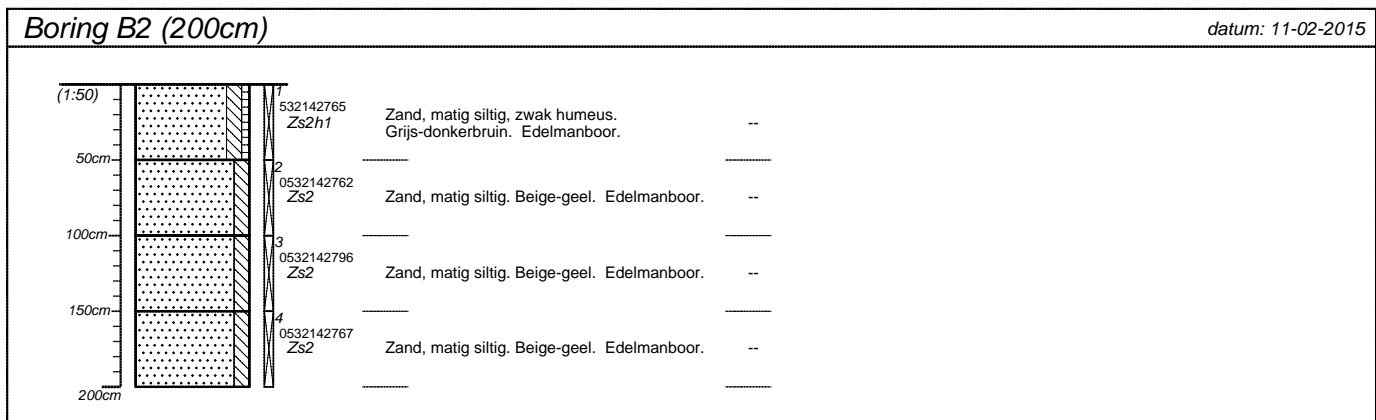 Boring B2 (200cm)
datum: 11-02-2015
(1:50)
1
532142765
Zs2h1
Zand, matig siltig, zwak humeus.
Grijs-donkerbruin. Edelmanboor.
--
50cm
2
0532142762
Zs2
Zand, matig siltig. Beige-geel. Edelmanboor.
--
100cm
3
0532142796
Zs2
Zand, matig siltig. Beige-geel. Edelmanboor.
--
150cm
4
0532142767
Zs2
Zand, matig siltig. Beige-geel. Edelmanboor.
--
200cm